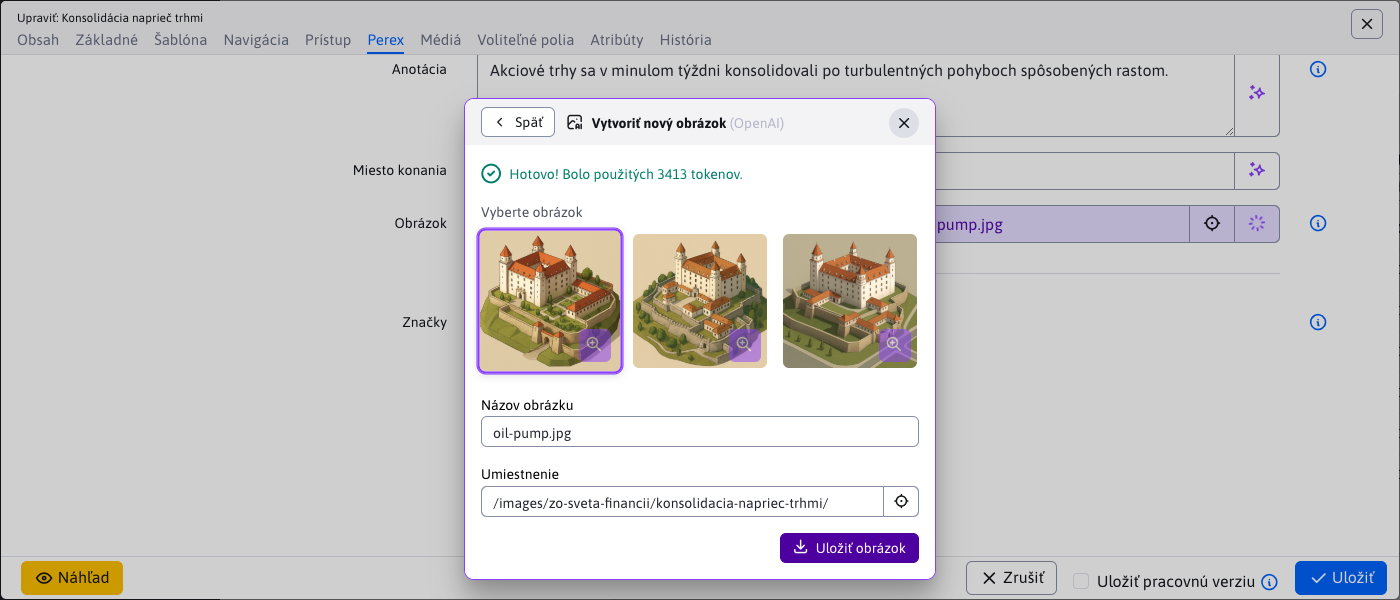 Upraviť: Konsolidácia naprieč trhmi
Obsah Základné Šablóna Navigácia Prístup Perex Médiá Voliteľné polia Atribúty História
Anotácia
Akciové trhy sa v minulom týždni konsolidovali po turbulentných pohyboch spôsobených rastom.
Späť
Vytvoriť nový obrázok (OpenAI)
Hotovo! Bolo použitých 3413 tokenov.
Miesto konania
Vyberte obrázok
Obrázok
pump.jpg
Značky
Názov obrázku
oil-pump.jpg
Umiestnenie
/images/zo-sveta-financii/konsolidacia-napriec-trhmi/
Uložiť obrázok
Náhľad
Zrušiť
Uložiť pracovnú verziu
Uložiť